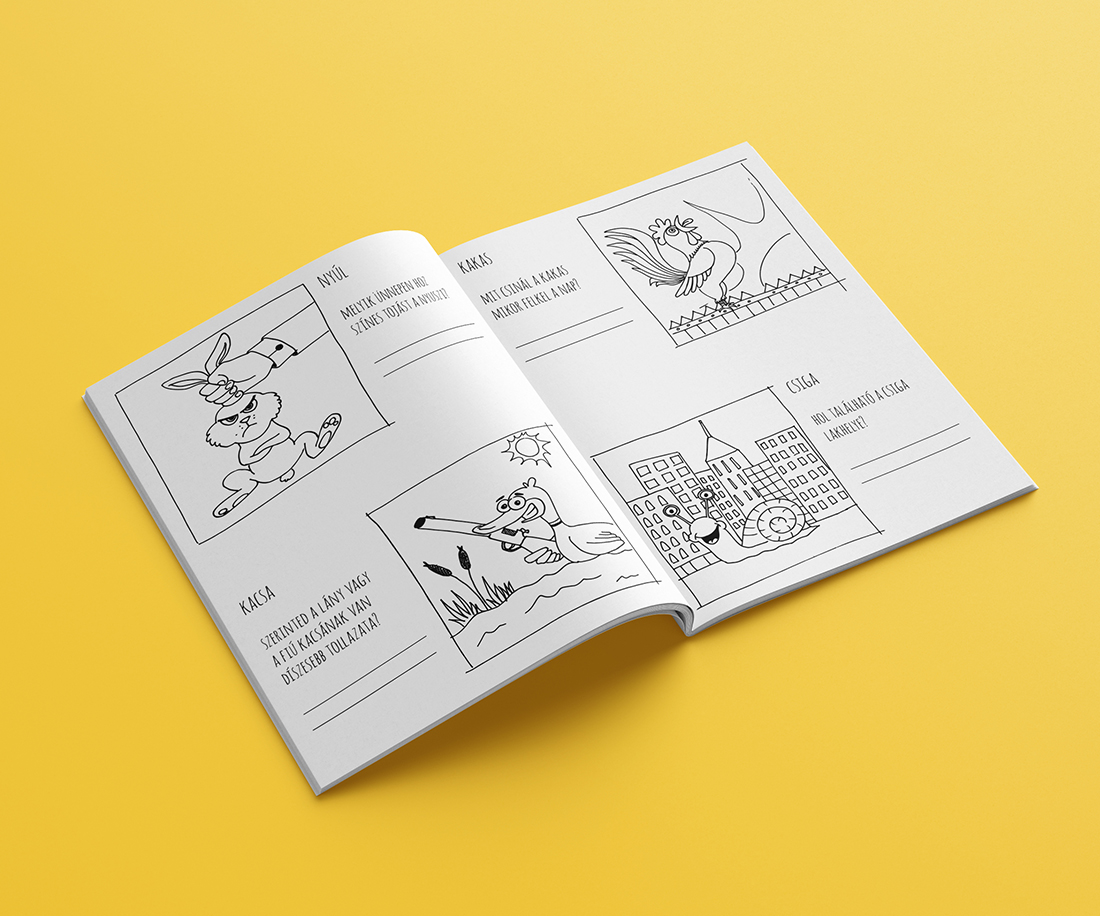 NYÚL
MELYIK ÜNNEPEN HOZ
SZÍNES TOJÁST A NYUSZI?
KACSA
SZERINTED A LÁNY VAGY
A FIÚ KACSÁNAK VAN
DÍSZESEBB TOLLAZATA?
KAKAS
MIT CSINÁL A KAKAS
MIKOR FELKEL A NAP?
CSIGA
HOL TALÁLHATÓ A CSIGA
LAKHELYE?